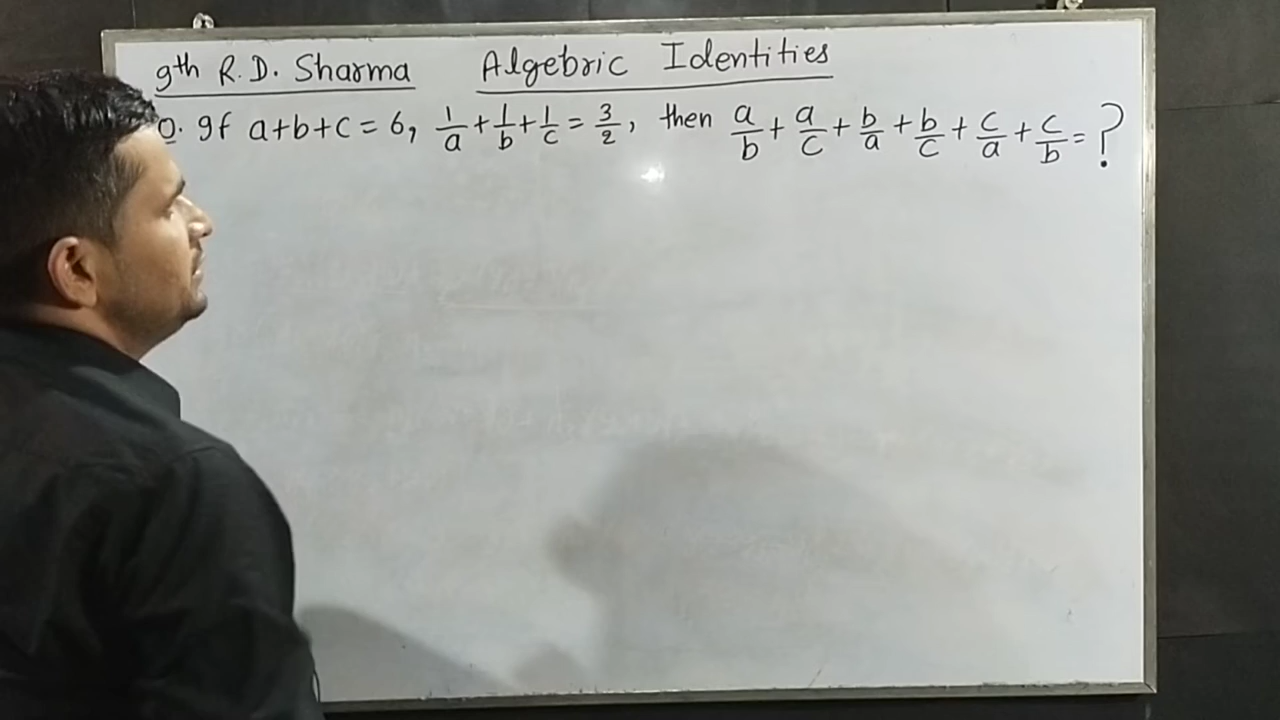 9th R.D. Sharma Algebric Identities
Q. If a+b+c = 6, 1/a + 1/b + 1/c = 3/2, then a/b + a/c + b/a + b/c + c/a + c/b = ?